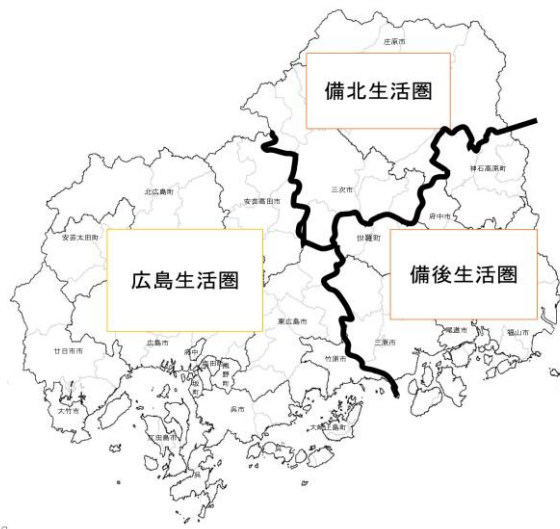 庄原市
備北生活圏
神石高原町
北広島町
三次市
安芸高田市
府中市
世羅町
安芸太田町
広島生活圏
備後生活圏
東広島市
尾道市
福山市
広島市
府中
三原市
廿日市市
竹原市
熊野町
坂町
大竹市
呉市
江田島市
大崎上島町
呉